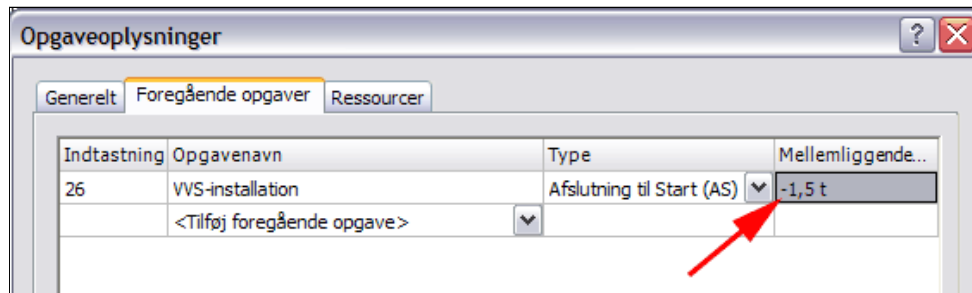 Opgaveoplysninger
Generelt Foregående opgaver Ressourcer
Indtastning Opgavenavn Type Mellemliggende...
26 VVS-installation Afslutning til Start (AS) -1,5 t
<Tilføj foregående opgave>